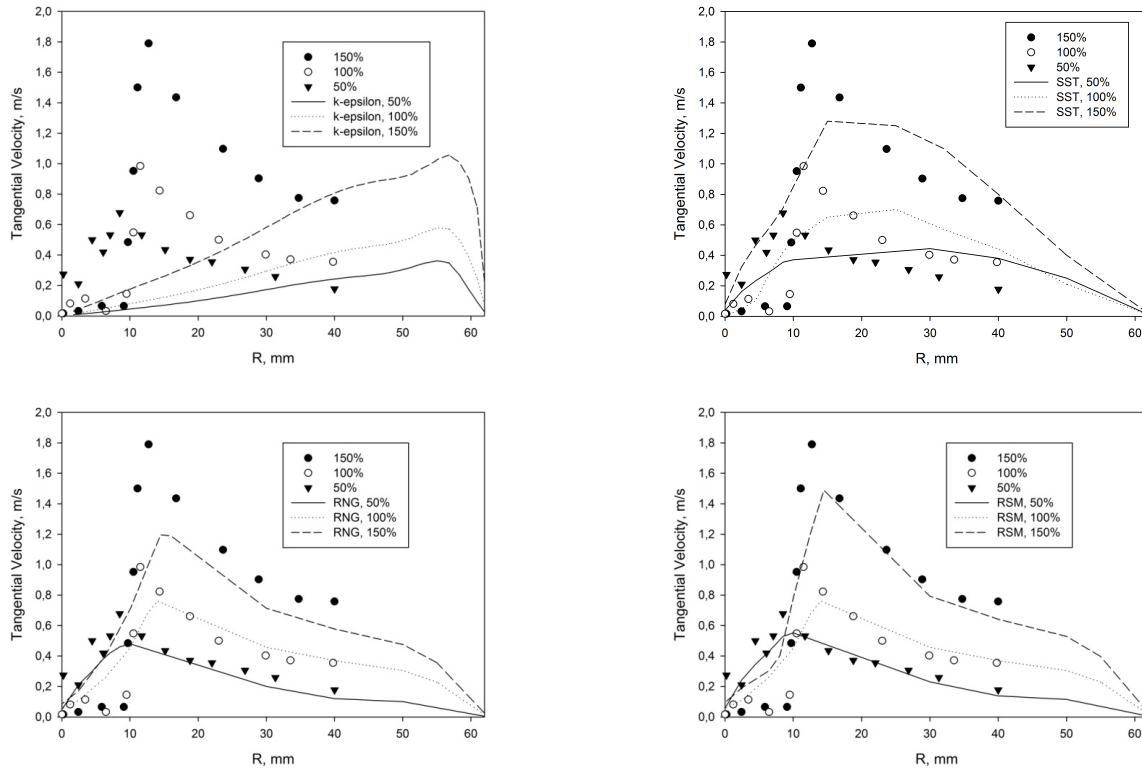 2,0
1,8
1,6
1,4
1,2
1,0
0,8
0,6
0,4
0,2
0,0
Tangential Velocity, m/s
150%
100%
50%
k-epsilon, 50%
k-epsilon, 100%
k-epsilon, 150%
0 10 20 30 40 50 60
R, mm
2,0
1,8
1,6
1,4
1,2
1,0
0,8
0,6
0,4
0,2
0,0
Tangential Velocity, m/s
150%
100%
50%
SST, 50%
SST, 100%
SST, 150%
0 10 20 30 40 50 60
R, mm
2,0
1,8
1,6
1,4
1,2
1,0
0,8
0,6
0,4
0,2
0,0
Tangential Velocity, m/s
150%
100%
50%
RNG, 50%
RNG, 100%
RNG, 150%
0 10 20 30 40 50 60
R, mm
2,0
1,8
1,6
1,4
1,2
1,0
0,8
0,6
0,4
0,2
0,0
Tangential Velocity, m/s
150%
100%
50%
RSM, 50%
RSM, 100%
RSM, 150%
0 10 20 30 40 50 60
R, mm